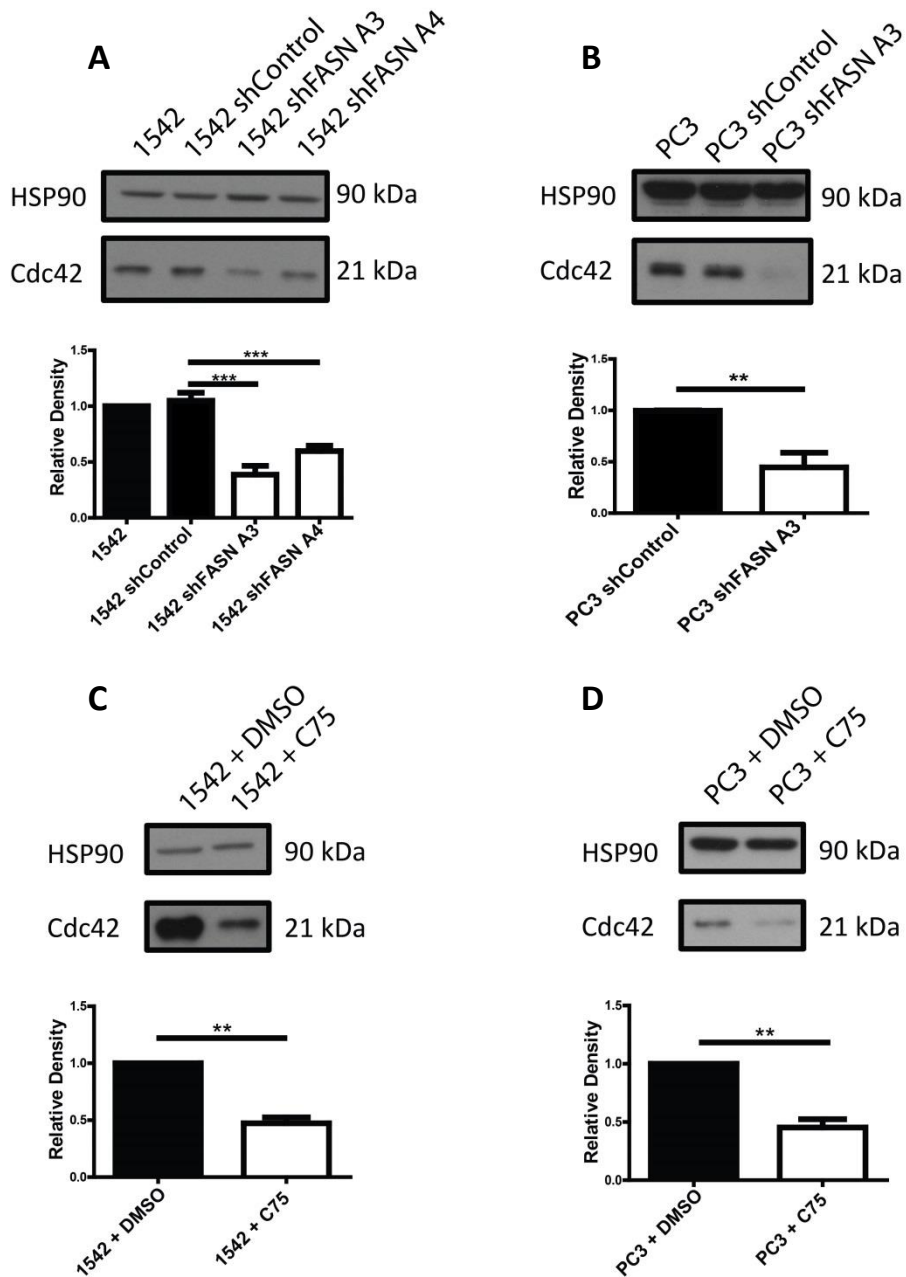 A
1542
1542 shControl
1542 shFASN A3
1542 shFASN A4
HSP90
90 kDa
Cdc42
21 kDa
1.5
1.0
0.5
0.0
Relative Density
***
***
1542
1542 shControl
1542 shFASN A3
1542 shFASN A4
B
PC3
PC3 shControl
PC3 shFASN A3
HSP90
90 kDa
Cdc42
21 kDa
1.5
1.0
0.5
0.0
Relative Density
**
PC3 shControl
PC3 shFASN A3
C
1542 + DMSO
1542 + C75
HSP90
90 kDa
Cdc42
21 kDa
1.5
1.0
0.5
0.0
Relative Density
**
1542 + DMSO
1542 + C75
D
PC3 + DMSO
PC3 + C75
HSP90
90 kDa
Cdc42
21 kDa
1.5
1.0
0.5
0.0
Relative Density
**
PC3 + DMSO
PC3 + C75